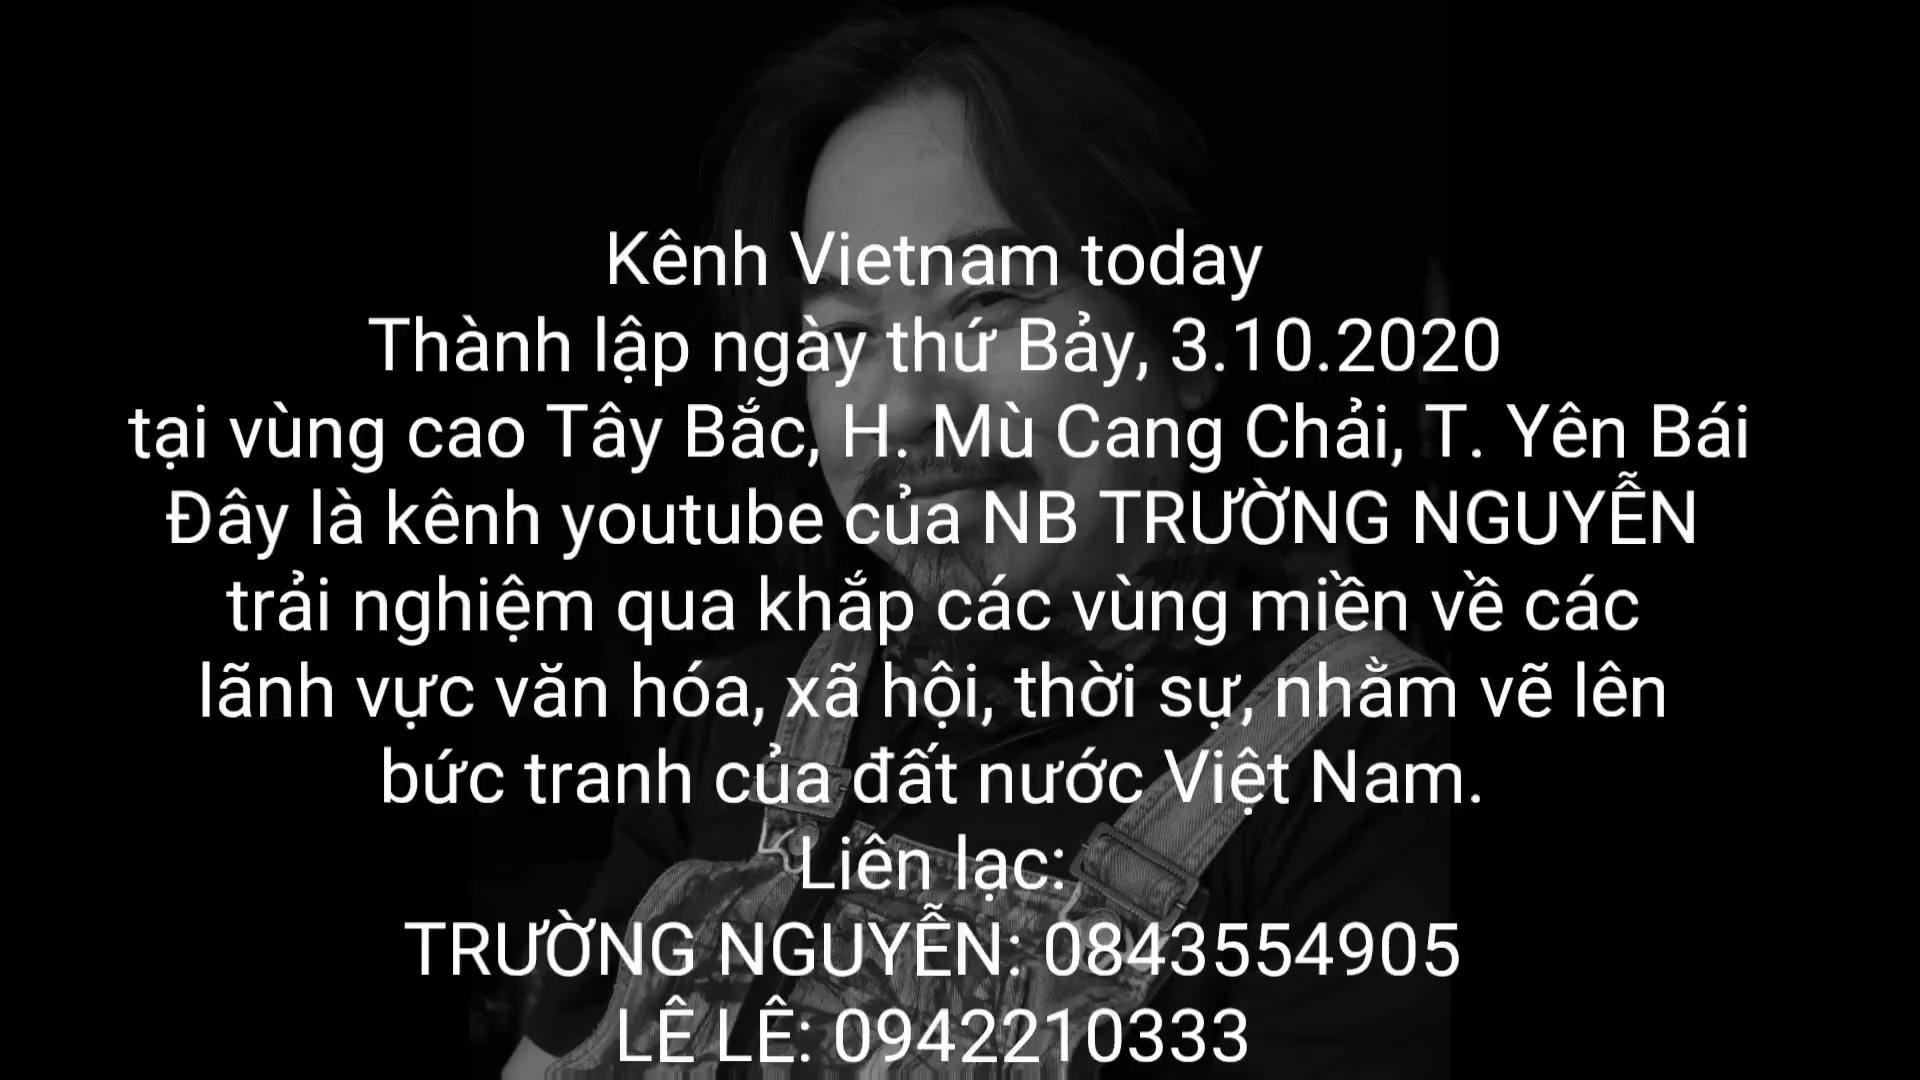 Kênh Vietnam today
Thành lập ngày thứ Bảy, 3.10.2020
tại vùng cao Tây Bắc, H. Mù Cang Chải, T. Yên Bái
Đây là kênh youtube của NB TRƯỜNG NGUYỄN
trải nghiệm qua khắp các vùng miền về các
lãnh vực văn hóa, xã hội, thời sự, nhằm vẽ lên
bức tranh của đất nước Việt Nam.
Liên lạc:
TRƯỜNG NGUYỄN: 0843554905
LÊ LÊ: 0942210333